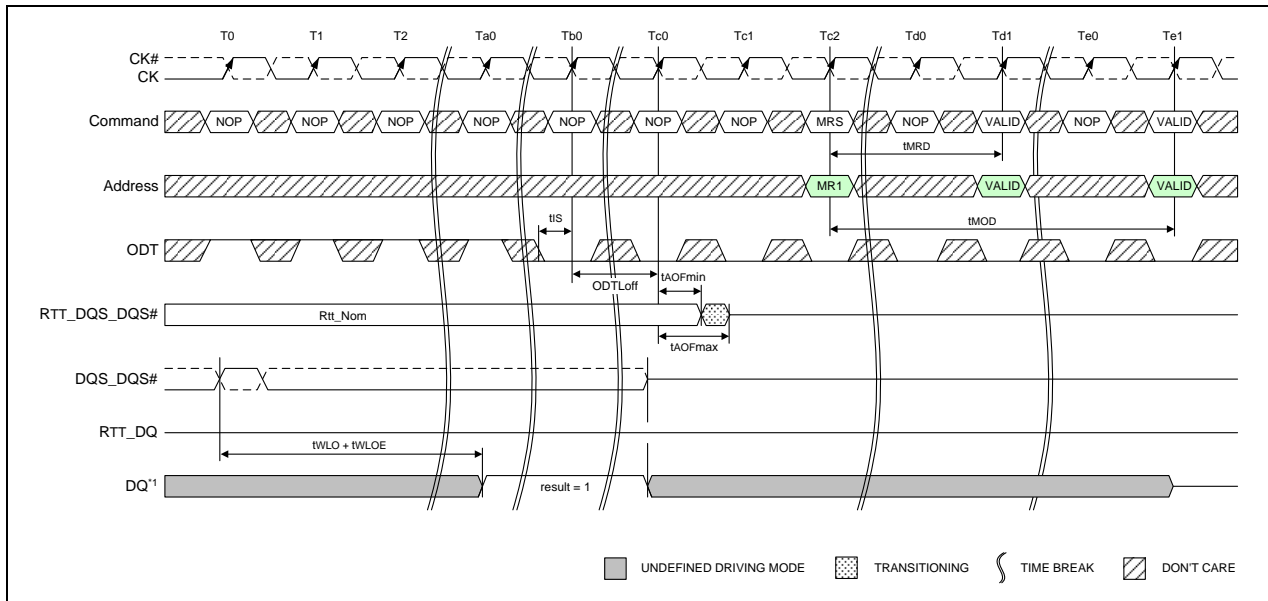 T0 T1 T2 Ta0 Tb0 Tc0 Tc1 Tc2 Td0 Td1 Te0 Te1
CK#
CK
Command NOP NOP NOP NOP NOP NOP NOP MRS NOP VALID NOP VALID
tMRD
Address MR1 VALID VALID
tIS tMOD
ODT
ODTLoff tAOFmin
RTT_DQS_DQS# Rtt_Nom
tAOFmax
DQS_DQS#
RTT_DQ
tWLO + tWLOE
DQ*1 result = 1
UNDEFINED DRIVING MODE TRANSITIONING TIME BREAK DON'T CARE